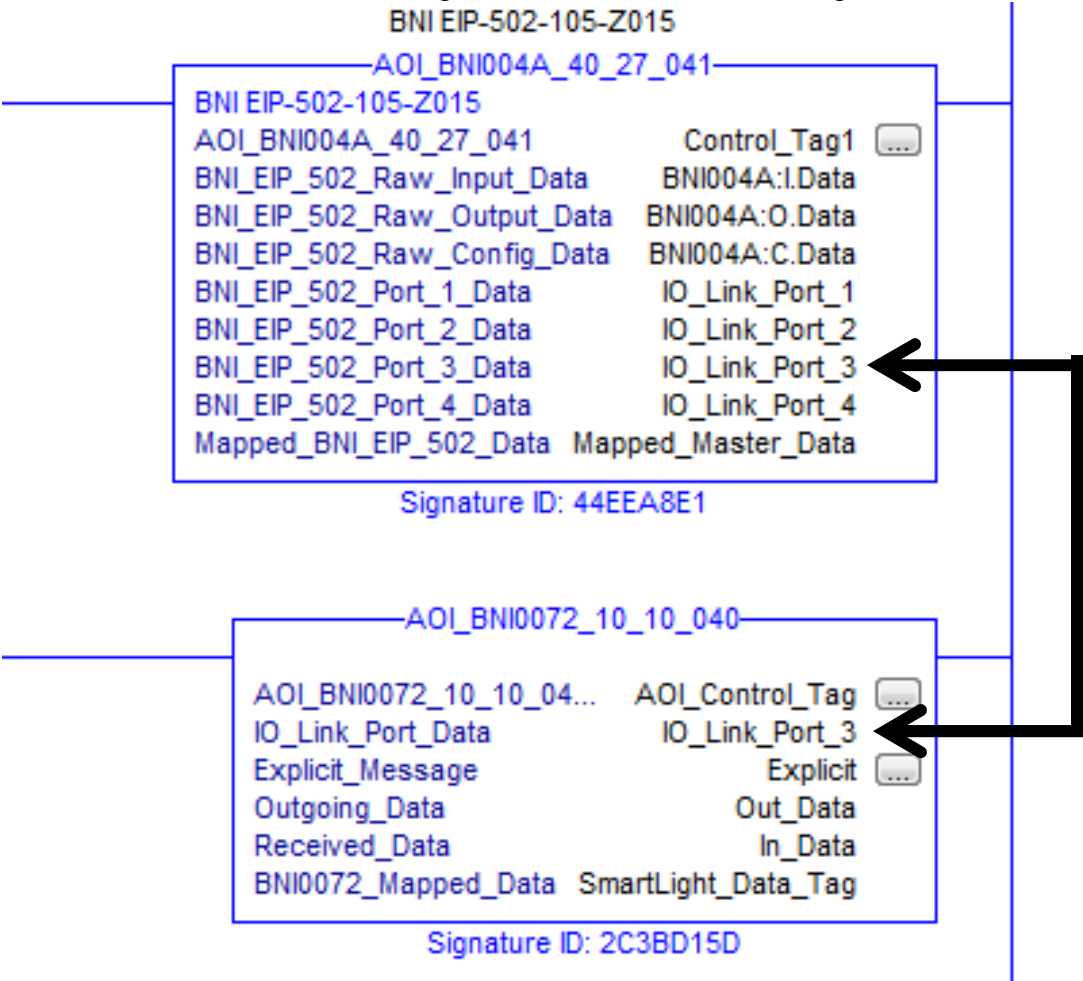 BNI EIP-502-105-Z015
AOI_BNI004A_40_27_041
BNI EIP-502-105-Z015
AOI_BNI004A_40_27_041 Control_Tag1 ...
BNI_EIP_502_Raw_Input_Data BNI004A:I.Data
BNI_EIP_502_Raw_Output_Data BNI004A:O.Data
BNI_EIP_502_Raw_Config_Data BNI004A:C.Data
BNI_EIP_502_Port_1_Data IO_Link_Port_1
BNI_EIP_502_Port_2_Data IO_Link_Port_2
BNI_EIP_502_Port_3_Data IO_Link_Port_3
BNI_EIP_502_Port_4_Data IO_Link_Port_4
Mapped_BNI_EIP_502_Data Mapped_Master_Data
Signature ID: 44EEA8E1
AOI_BNI0072_10_10_040
AOI_BNI0072_10_10_04... AOI_Control_Tag ...
IO_Link_Port_Data IO_Link_Port_3
Explicit_Message Explicit ...
Outgoing_Data Out_Data
Received_Data In_Data
BNI0072_Mapped_Data SmartLight_Data_Tag
Signature ID: 2C3BD15D